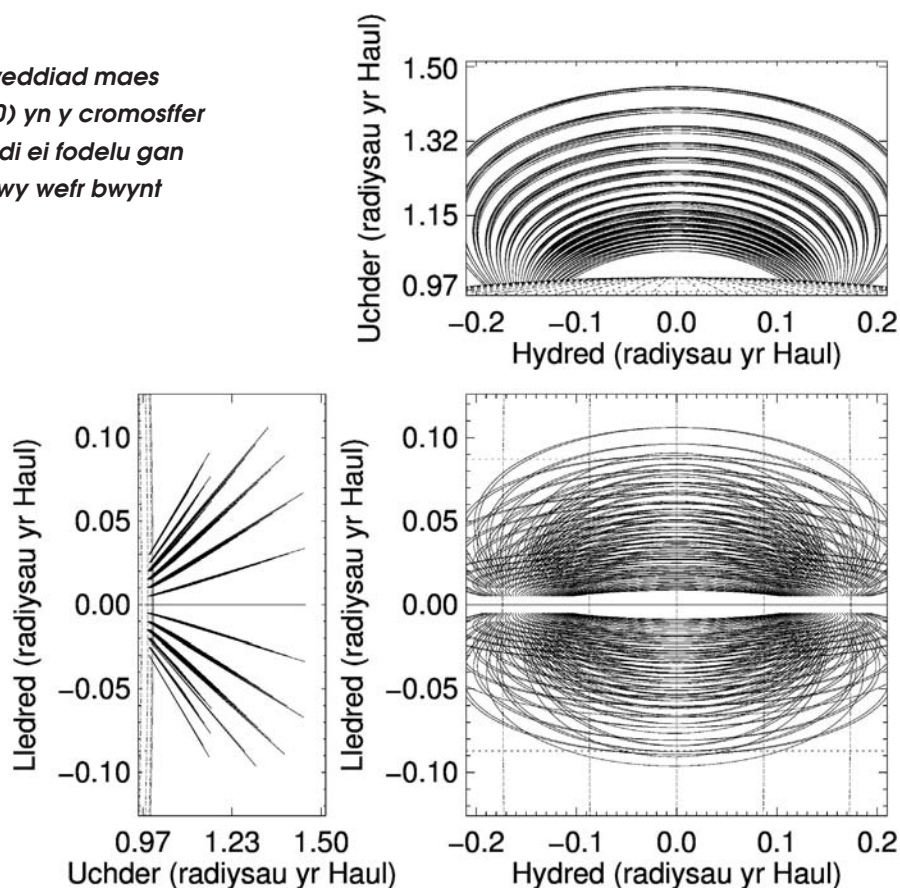 eddiad maes
0) yn y cromosffer
di ei fodelu gan
wy wefr bwynt
Uchder (radiysau yr Haul)
1.50
1.32
1.15
0.97
−0.2 −0.1 0.0 0.1 0.2
Hydred (radiysau yr Haul)
Lledred (radiysau yr Haul)
0.10
0.05
0.00
−0.05
−0.10
0.97 1.23 1.50
Uchder (radiysau yr Haul)
Lledred (radiysau yr Haul)
0.10
0.05
0.00
−0.05
−0.10
−0.2 −0.1 0.0 0.1 0.2
Hydred (radiysau yr Haul)